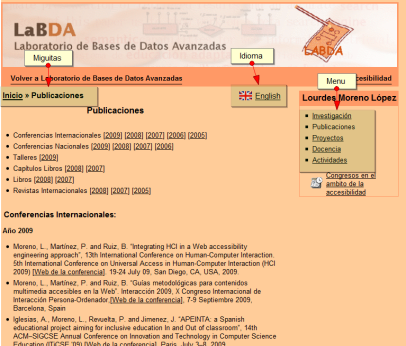 LaBDA
Laboratorio de Bases de Datos Avanzadas
LABDA
Miguitas
Idioma
Menu
Volver a Laboratorio de Bases de Datos Avanzadas
Inicio » Publicaciones
English
Lourdes Moreno López
Investigación
Publicaciones
Proyectos
Docencia
Actividades
Congresos en el
ambito de la
accesibilidad
Publicaciones
Conferencias Internacionales [2009] [2008] [2007] [2006] [2005]
Conferencias Nacionales [2009] [2008] [2007] [2006]
Talleres [2009]
Capitulos Libros [2008] [2007]
Libros [2008] [2007]
Revistas Internacionales [2008] [2007] [2005]
Conferencias Internacionales:
Año 2009
Moreno, L., Martínez, P. and Ruiz, B. "Integrating HCI in a Web accessibility
engineering approach", 13th International Conference on Human-Computer Interaction.
5th International Conference on Universal Access in Human-Computer Interaction (HCI
2009) [Web de la conferencia]. 19-24 July 09, San Diego, CA, USA, 2009.
Moreno, L., Martínez, P. and Ruiz, B. "Guías metodológicas para contenidos
multimedia accesibles en la Web". Interacción 2009, X Congreso Internacional de
Interacción Persona-Ordenador,[Web de la conferencia], 7-9 Septiembre 2009,
Barcelona, Spain
Iglesias, A., Moreno, L., Revuelta, P. and Jimenez, J. "APEINTA: a Spanish
educational project aiming for inclusive education In and Out of classroom", 14th
ACM–SIGCSE Annual Conference on Innovation and Technology in Computer Science
Education (ITiCSE '09) [Web de la conferencia], Paris, July 3–8, 2009